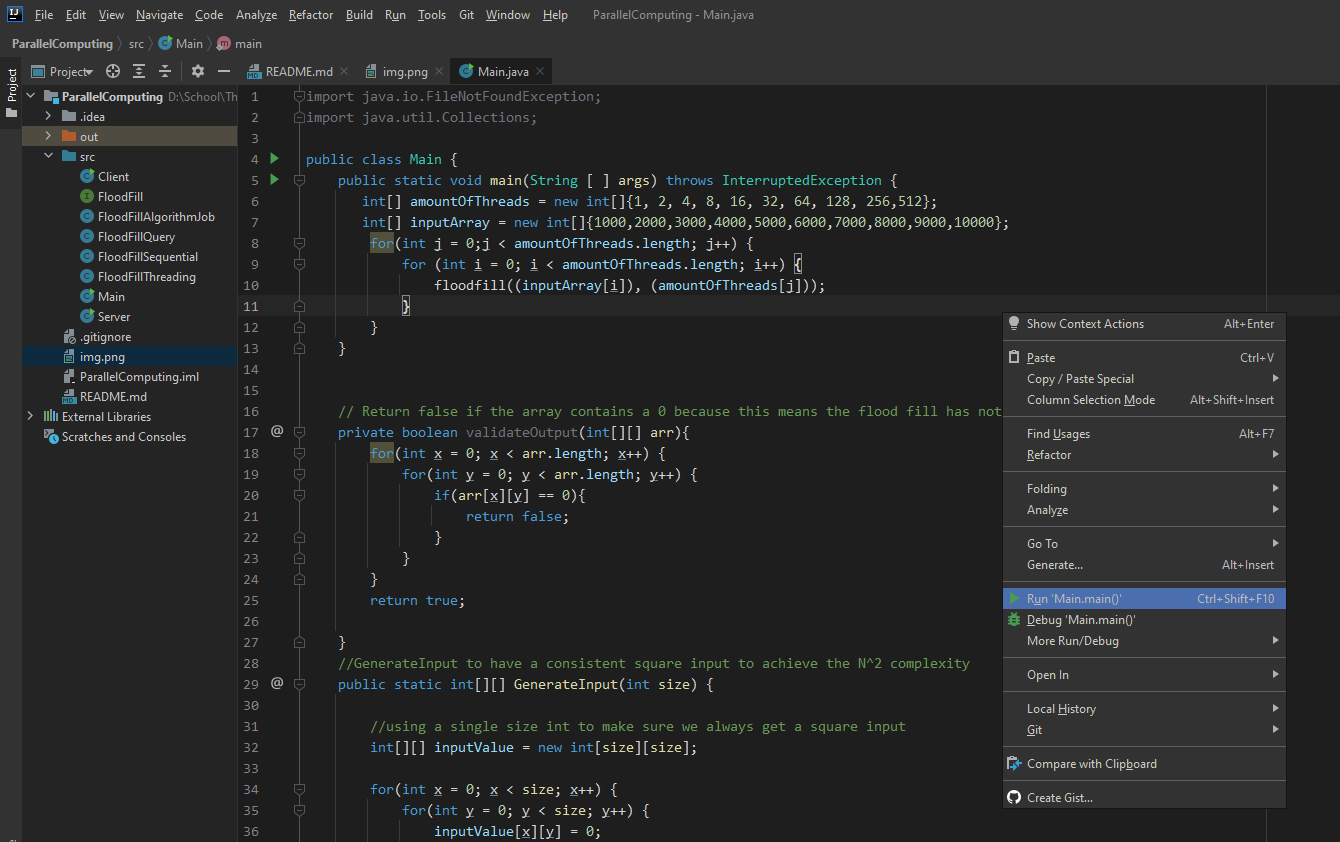 File Edit View Navigate Code Analyze Refactor Build Run Tools Git Window Help ParallelComputing - Main.java
ParallelComputing src Main main
Project
Project README.md img.png Main.java
ParallelComputing D:\School\Th
.idea
out
src
Client
FloodFill
FloodFillAlgorithmJob
FloodFillQuery
FloodFillSequential
FloodFillThreading
Main
Server
.gitignore
img.png
ParallelComputing.iml
README.md
External Libraries
Scratches and Consoles
1 import java.io.FileNotFoundException;
2 import java.util.Collections;
3
4 public class Main {
5 public static void main(String [ ] args) throws InterruptedException {
6 int[] amountOfThreads = new int[]{1, 2, 4, 8, 16, 32, 64, 128, 256,512};
7 int[] inputArray = new int[]{1000,2000,3000,4000,5000,6000,7000,8000,9000,10000};
8 for(int j = 0;j < amountOfThreads.length; j++) {
9 for (int i = 0; i < amountOfThreads.length; i++) {
10 floodfill((inputArray[i]), (amountOfThreads[j]));
11 }
12 }
13 }
14
15
16 // Return false if the array contains a 0 because this means the flood fill has not
17 @ private boolean validateOutput(int[][] arr){
18 for(int x = 0; x < arr.length; x++) {
19 for(int y = 0; y < arr.length; y++) {
20 if(arr[x][y] == 0){
21 return false;
22 }
23 }
24 }
25 return true;
26
27 }
28 //GenerateInput to have a consistent square input to achieve the N^2 complexity
29 @ public static int[][] GenerateInput(int size) {
30
31 //using a single size int to make sure we always get a square input
32 int[][] inputValue = new int[size][size];
33
34 for(int x = 0; x < size; x++) {
35 for(int y = 0; y < size; y++) {
36 inputValue[x][y] = 0;
Show Context Actions Alt+Enter
Paste Ctrl+V
Copy / Paste Special
Column Selection Mode Alt+Shift+Insert
Find Usages Alt+F7
Refactor
Folding
Analyze
Go To
Generate... Alt+Insert
Run 'Main.main()' Ctrl+Shift+F10
Debug 'Main.main()'
More Run/Debug
Open In
Local History
Git
Compare with Clipboard
Create Gist...